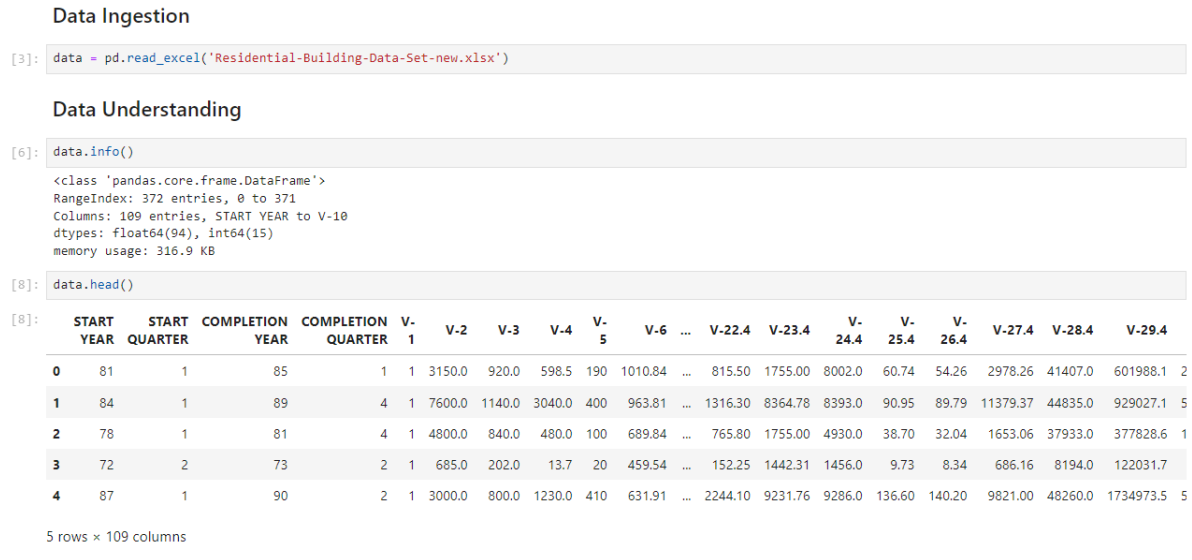 Data Ingestion
[3]: data = pd.read_excel('Residential-Building-Data-Set-new.xlsx')
Data Understanding
[6]: data.info()
<class 'pandas.core.frame.DataFrame'>
RangeIndex: 372 entries, 0 to 371
Columns: 109 entries, START YEAR to V-10
dtypes: float64(94), int64(15)
memory usage: 316.9 KB
[8]: data.head()
[8]:
START YEAR START QUARTER COMPLETION YEAR COMPLETION QUARTER V-1 V-2 V-3 V-4 V-5 V-6 ... V-22.4 V-23.4 V-24.4 V-25.4 V-26.4 V-27.4 V-28.4 V-29.4
0 81 1 85 1 1 3150.0 920.0 598.5 190 1010.84 ... 815.50 1755.00 8002.0 60.74 54.26 2978.26 41407.0 601988.1 2
1 84 1 89 4 1 7600.0 1140.0 3040.0 400 963.81 ... 1316.30 8364.78 8393.0 90.95 89.79 11379.37 44835.0 929027.1 5
2 78 1 81 4 1 4800.0 840.0 480.0 100 689.84 ... 765.80 1755.00 4930.0 38.70 32.04 1653.06 37933.0 377828.6 1
3 72 2 73 2 1 685.0 202.0 13.7 20 459.54 ... 152.25 1442.31 1456.0 9.73 8.34 686.16 8194.0 122031.7
4 87 1 90 2 1 3000.0 800.0 1230.0 410 631.91 ... 2244.10 9231.76 9286.0 136.60 140.20 9821.00 48260.0 1734973.5 5
5 rows × 109 columns